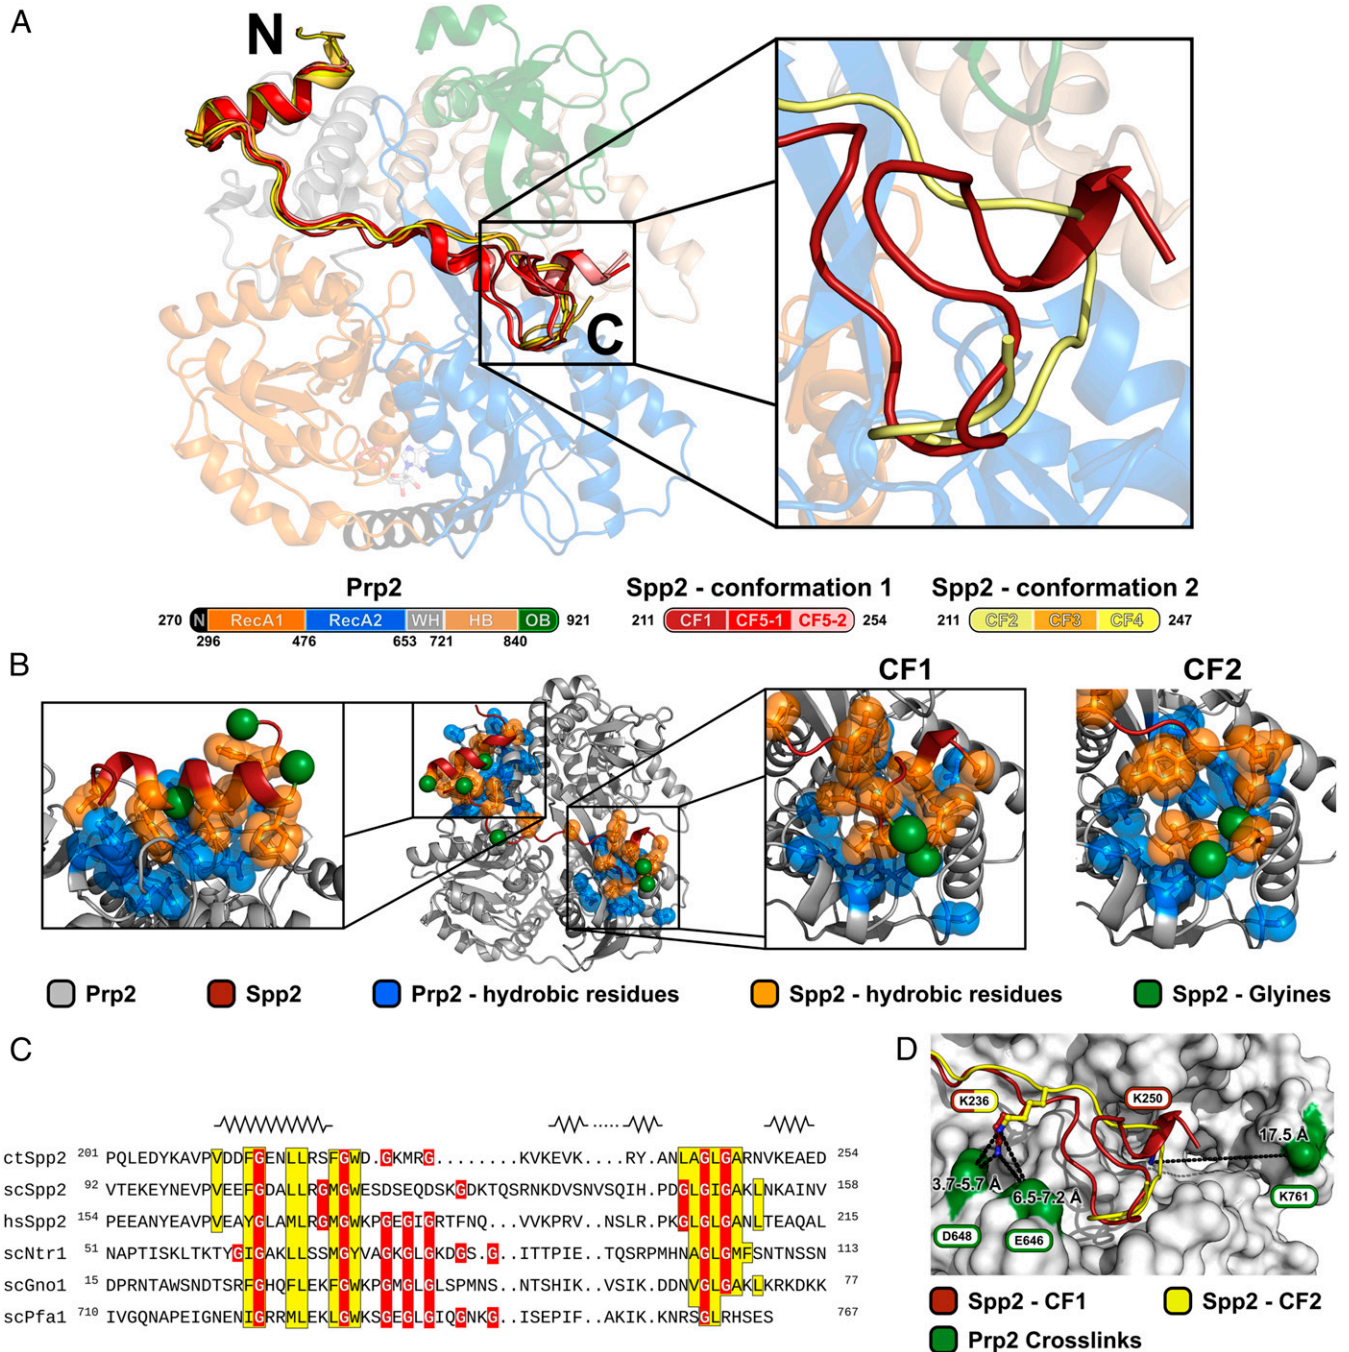 A
N
C
Prp2
Spp2 - conformation 1
Spp2 - conformation 2
270 N RecA1 RecA2 WH HB OB 921
211 CF1 CF5-1 CF5-2 254
211 CF2 CF3 CF4 247
296 476 653 721 840
B
CF1
CF2
Prp2
Spp2
Prp2 - hydrobic residues
Spp2 - hydrobic residues
Spp2 - Glyines
C
ctSpp2 201 PQLEDYKAVPVDDFGENLLRSFGWD.GKMRG........KVKEVK....RY.ANLAGLGARNVKEAED 254
scSpp2 92 VTEKEYNEVPVEEFGDALLRGMGWESDSEQDSKGDKTQSRNKDVSNVSQIH.PDGLGIGAKLNKAINV 158
hsSpp2 154 PEEANYEAVPVEAYGLAMLRGMGWKPGEGIGRTFNQ...VVKPRV..NSLR.PKGLGLGANLTEAQAL 215
scNtr1 51 NAPTISKLTKTYGIGAKLLSSMGYVAGKGLGKDGS.G..ITTPIE...TQSRPMHNAGLGMFSNTNSSN 113
scGno1 15 DPRNTAWSNDTSRFGHQFLEKFGWKPGMGLGLSPMNS..NTSHIK..VSIK.DDNVGLGAKLKRKDKK 77
scPfa1 710 IVGQNAPEIGNENIGRRMLEKLGWKSGEGLGIQGNKG..ISEPIF..AKIK.KNRSGLRHSES 767
D
K236
K250
17.5 Å
3.7-5.7 Å
6.5-7.2 Å
K761
D648
E646
Spp2 - CF1
Spp2 - CF2
Prp2 Crosslinks